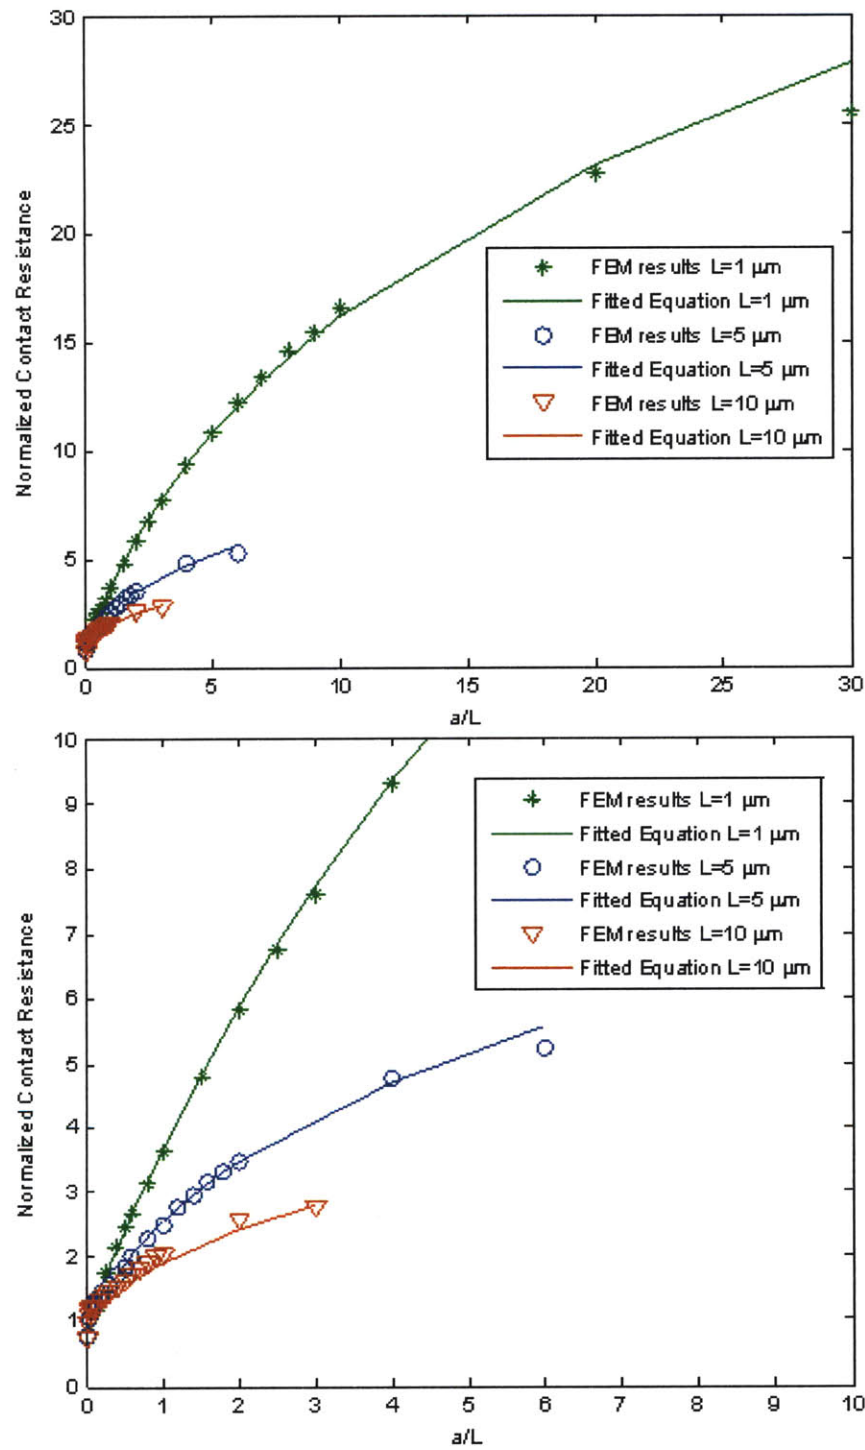 30
25
20
15
10
5
0
Normalized Contact Resistance
FEM results L=1 µm
Fitted Equation L=1 µm
FEM results L=5 µm
Fitted Equation L=5 µm
FEM results L=10 µm
Fitted Equation L=10 µm
0 5 10 15 20 25 30
a/L
10
9
8
7
6
5
4
3
2
1
0
Normalized Contact Resistance
FEM results L=1 µm
Fitted Equation L=1 µm
FEM results L=5 µm
Fitted Equation L=5 µm
FEM results L=10 µm
Fitted Equation L=10 µm
0 1 2 3 4 5 6 7 8 9 10
a/L